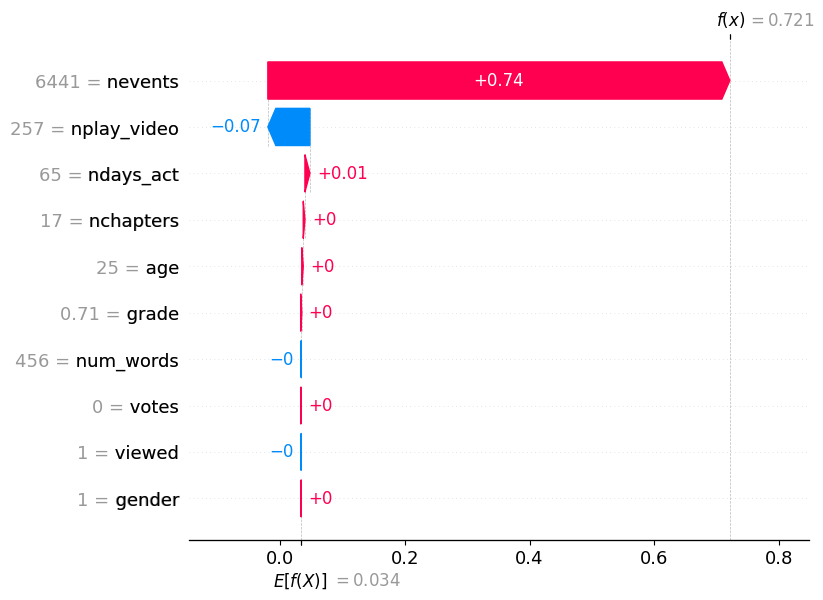 f(x) = 0.721
6441 = nevents
+0.74
257 = nplay_video
−0.07
65 = ndays_act
+0.01
17 = nchapters
+0
25 = age
+0
0.71 = grade
+0
456 = num_words
−0
0 = votes
+0
1 = viewed
−0
1 = gender
+0
0.0 0.2 0.4 0.6 0.8
E[f(X)] = 0.034